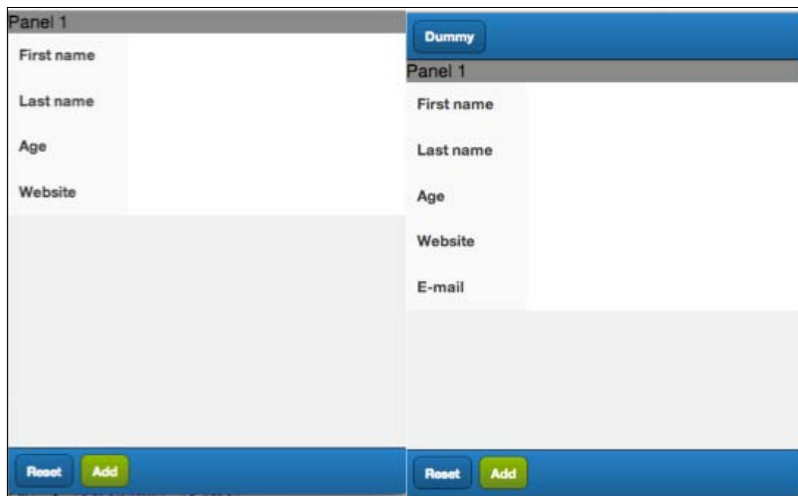 Panel 1
First name
Last name
Age
Website
Reset Add
Dummy
Panel 1
First name
Last name
Age
Website
E-mail
Reset Add